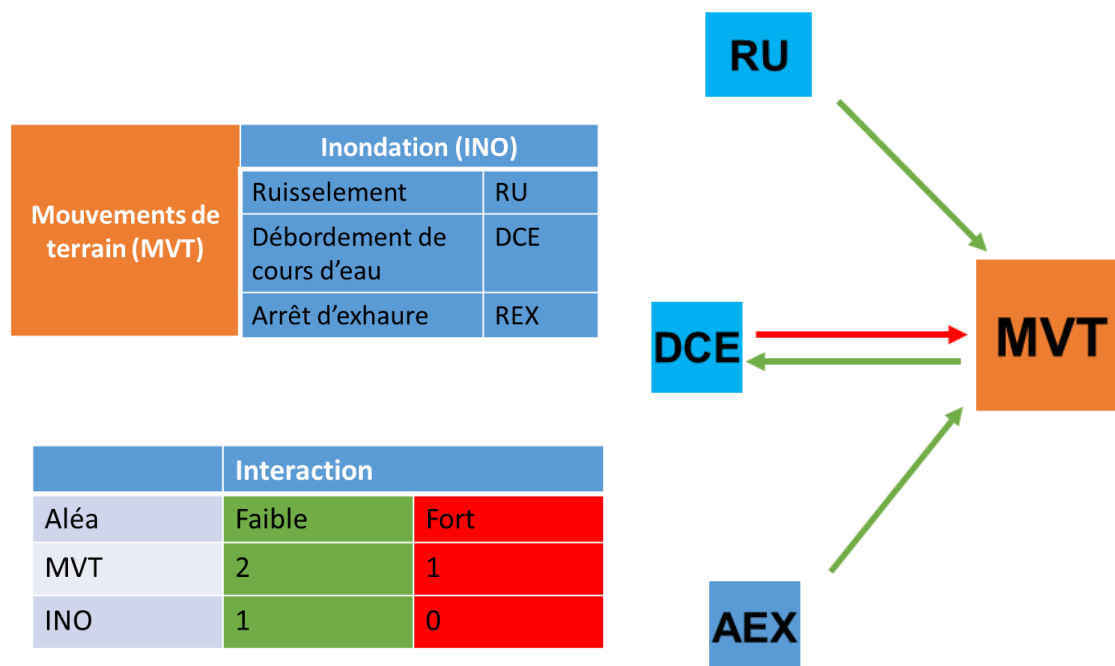 Mouvements de
terrain (MVT)
Inondation (INO)
Ruisselement
RU
Débordement de
cours d’eau
DCE
Arrêt d’exhaure
REX
Interaction
Aléa
Faible
Fort
MVT
2
1
INO
1
0
RU
DCE
MVT
AEX